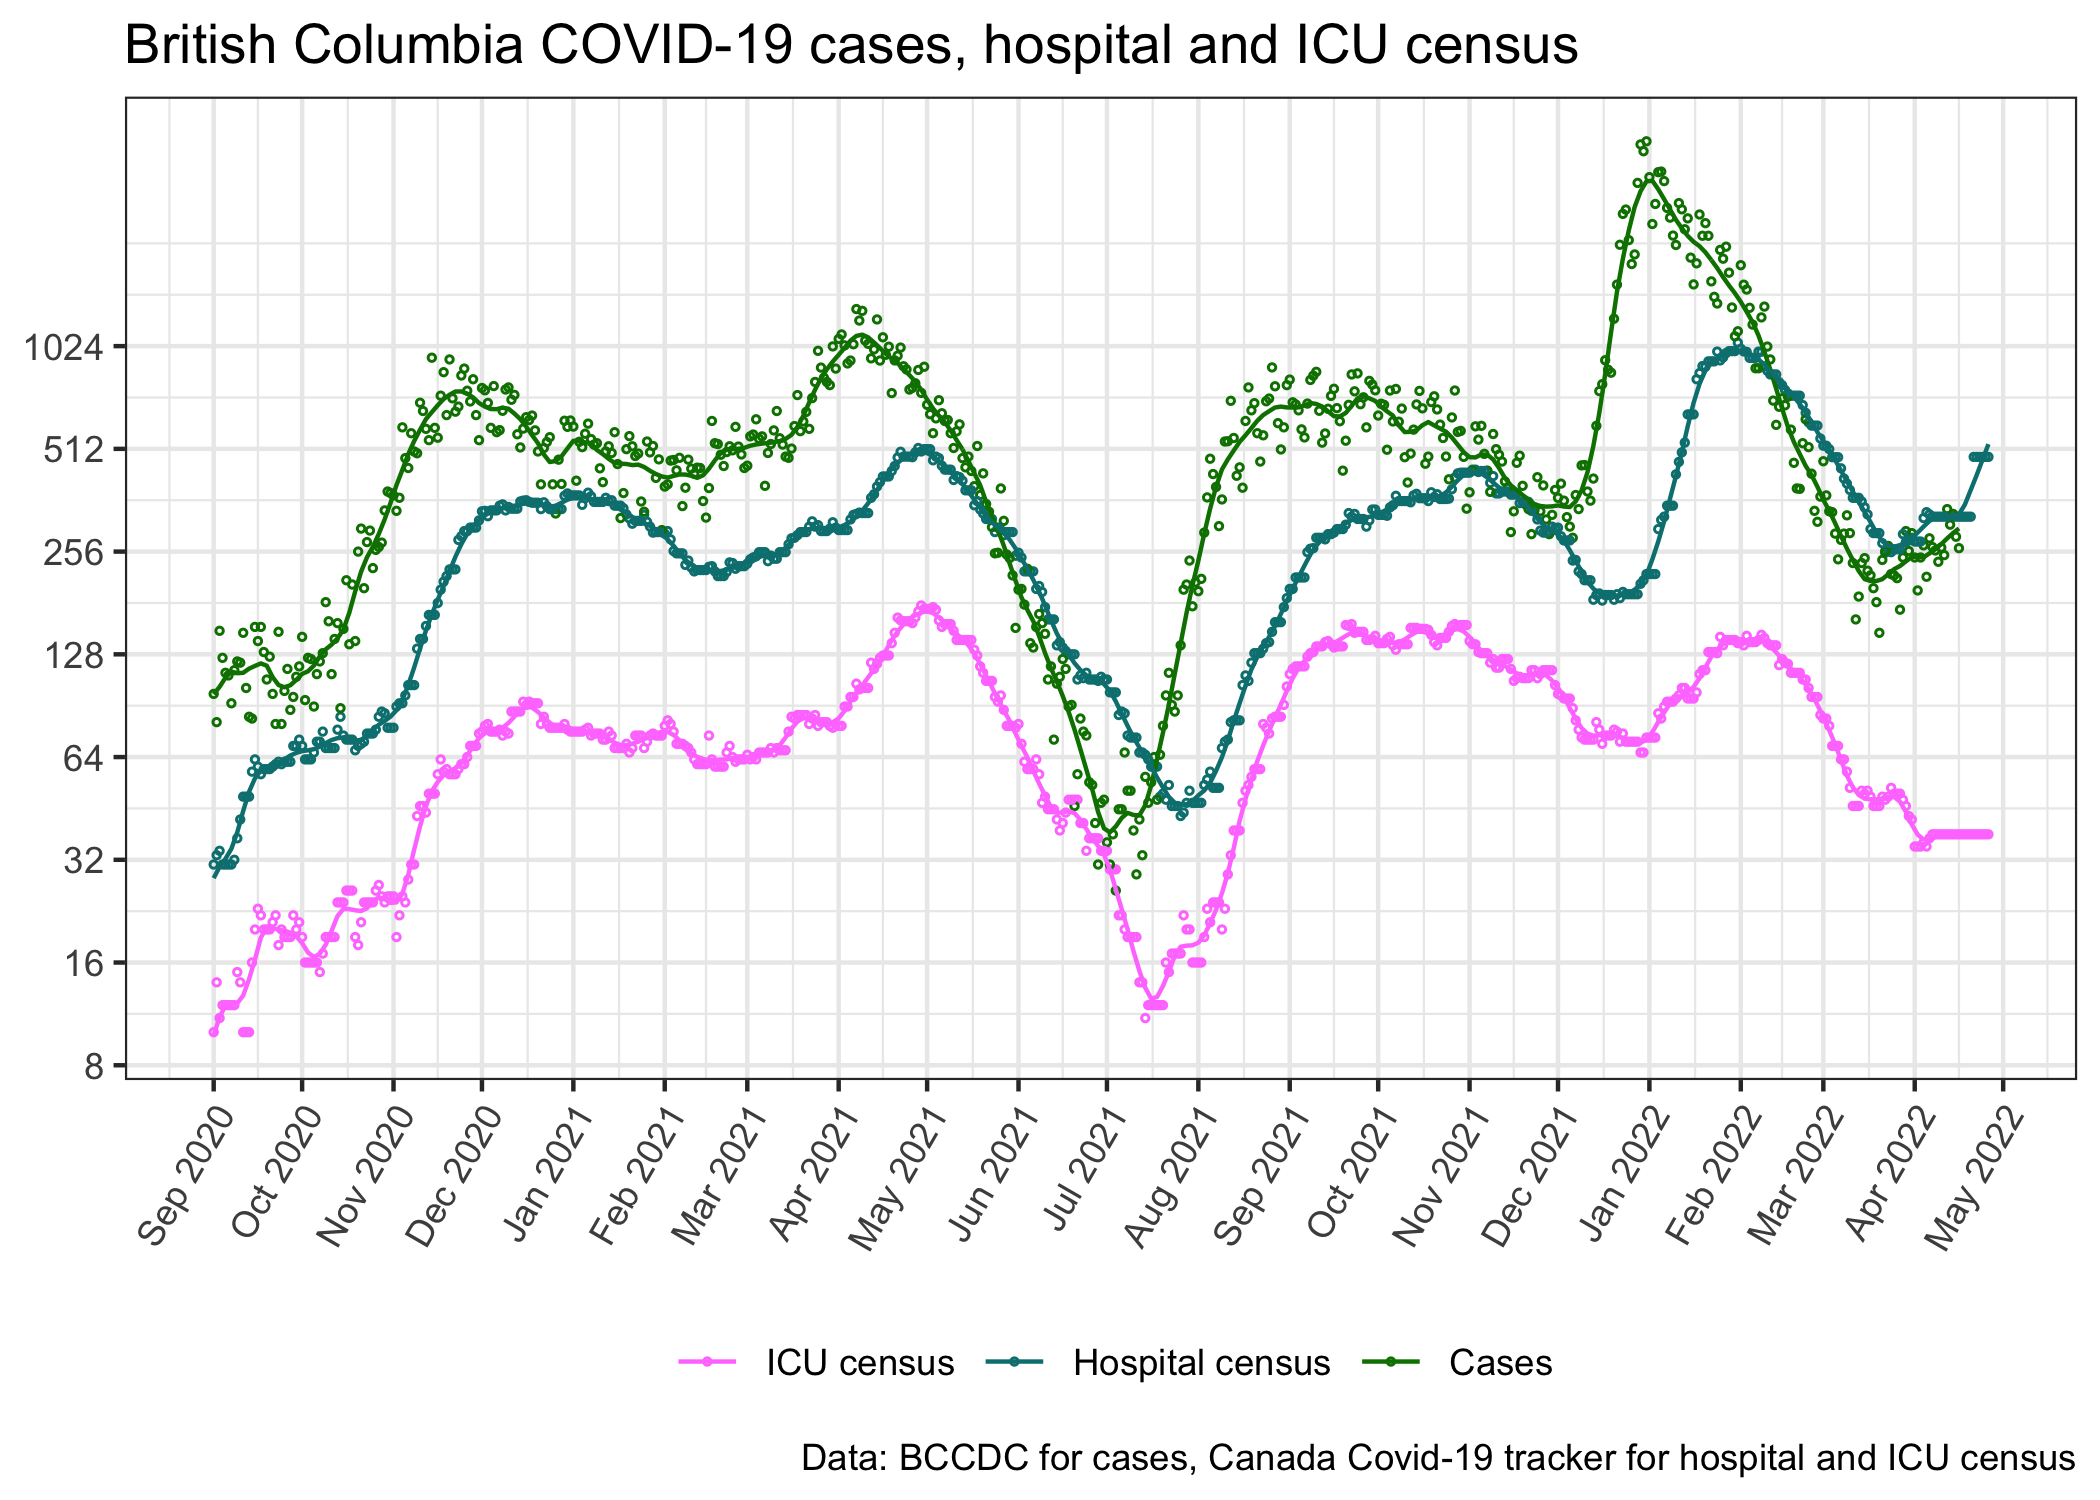 British Columbia COVID-19 cases, hospital and ICU census
1024
512
256
128
64
32
16
8
Sep 2020
Oct 2020
Nov 2020
Dec 2020
Jan 2021
Feb 2021
Mar 2021
Apr 2021
May 2021
Jun 2021
Jul 2021
Aug 2021
Sep 2021
Oct 2021
Nov 2021
Dec 2021
Jan 2022
Feb 2022
Mar 2022
Apr 2022
May 2022
ICU census Hospital census Cases
Data: BCCDC for cases, Canada Covid-19 tracker for hospital and ICU census